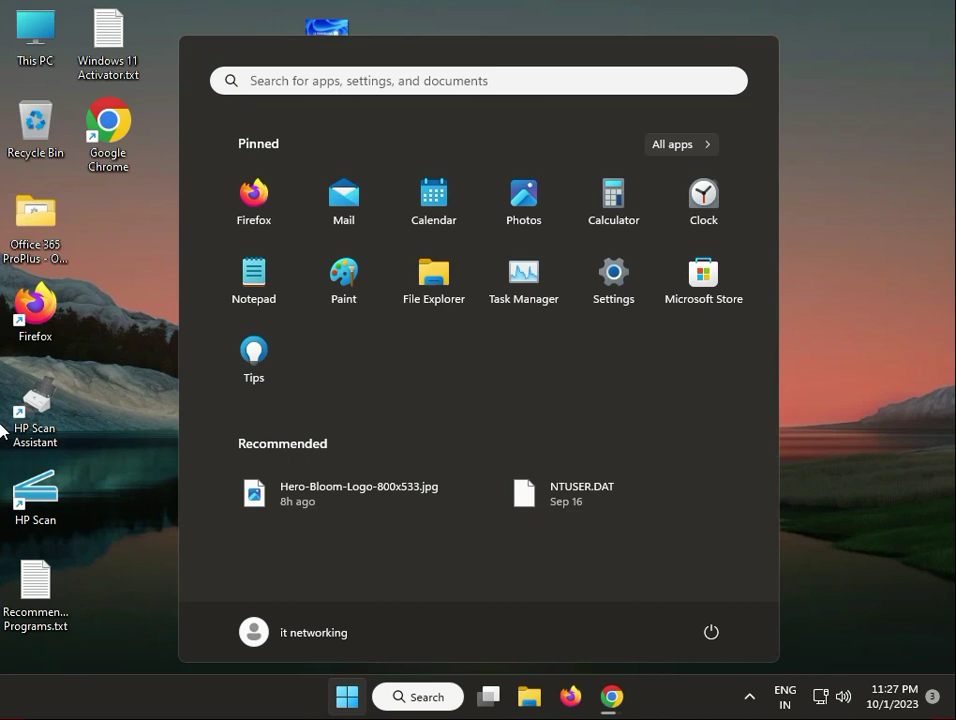 This PC
Windows 11
Activator.txt
Recycle Bin
Google
Chrome
Office 365
ProPlus - O...
Firefox
HP Scan
Assistant
HP Scan
Recommen...
Programs.txt
Search for apps, settings, and documents
Pinned
All apps
Firefox
Mail
Calendar
Photos
Calculator
Clock
Notepad
Paint
File Explorer
Task Manager
Settings
Microsoft Store
Tips
Recommended
Hero-Bloom-Logo-800x533.jpg
8h ago
NTUSER.DAT
Sep 16
it networking
Search
ENG
IN
11:27 PM
10/1/2023
3